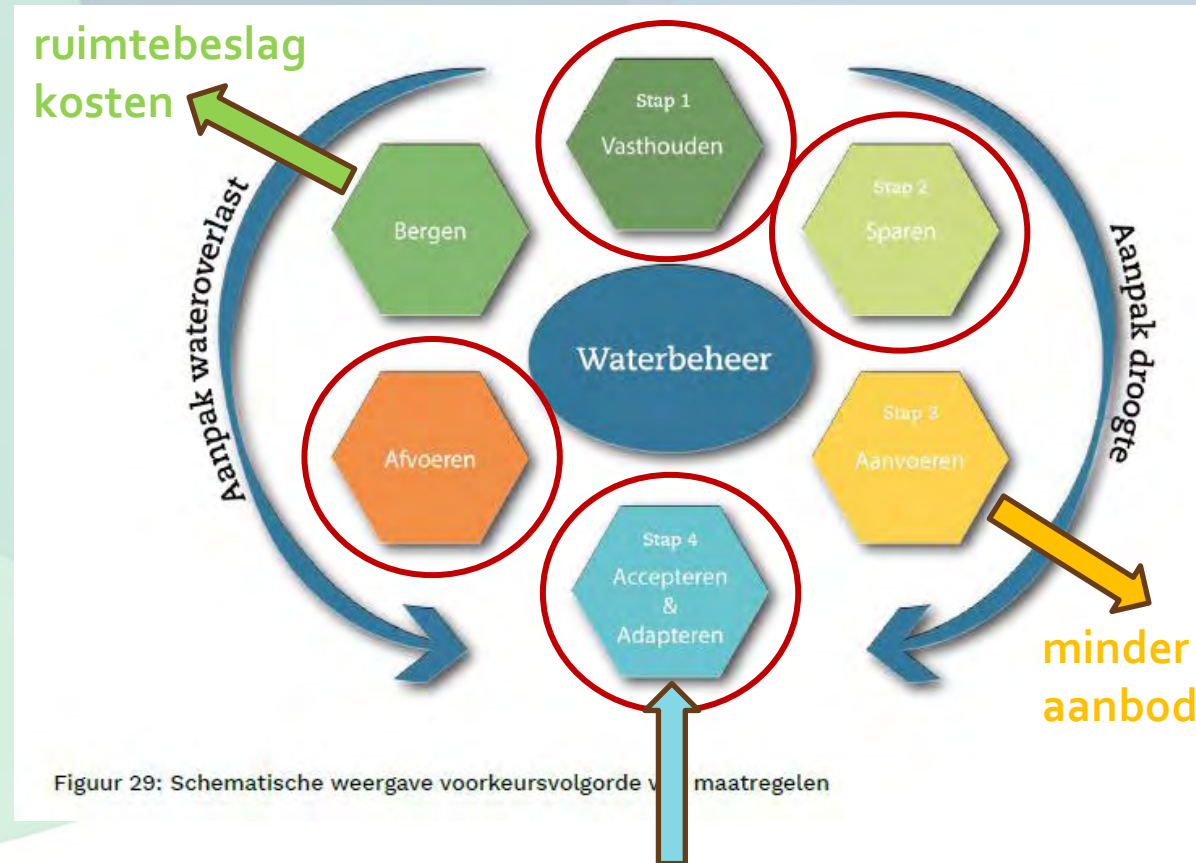 ruimtebeslag
kosten
Stap 1
Vasthouden
Stap 2
Sparen
Bergen
Aanpak wateroverlast
Aanpak droogte
Waterbeheer
Stap 3
Aanvoeren
Afvoeren
Stap 4
Accepteren
&
Adapteren
minder
aanbod
Figuur 29: Schematische weergave voorkeursvolgorde v maatregelen